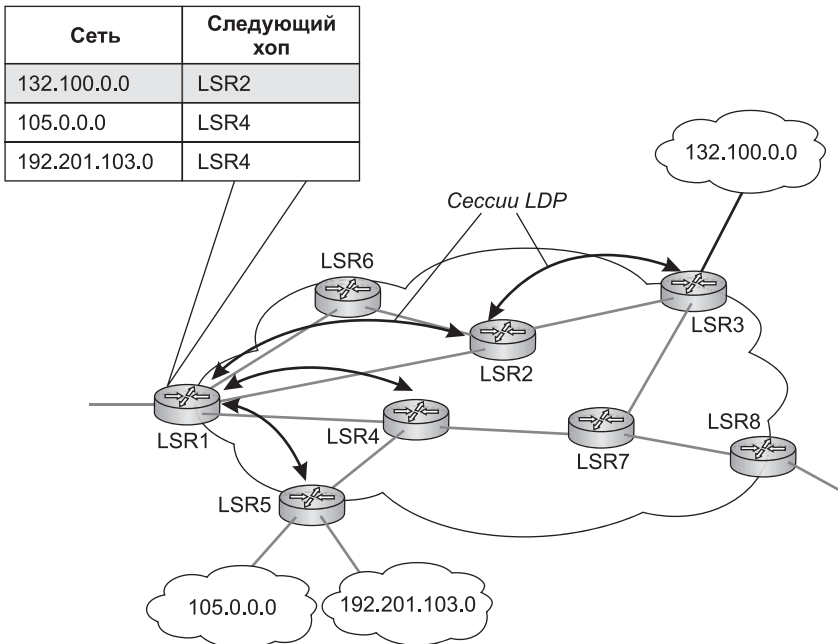 Сеть Следующий хоп
132.100.0.0 LSR2
105.0.0.0 LSR4
192.201.103.0 LSR4
132.100.0.0
Сессии LDP
LSR6
LSR3
LSR2
LSR1
LSR4
LSR7
LSR8
LSR5
105.0.0.0
192.201.103.0